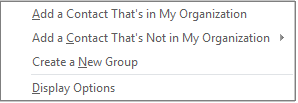 Add a Contact That's in My Organization
Add a Contact That's Not in My Organization
Create a New Group
Display Options